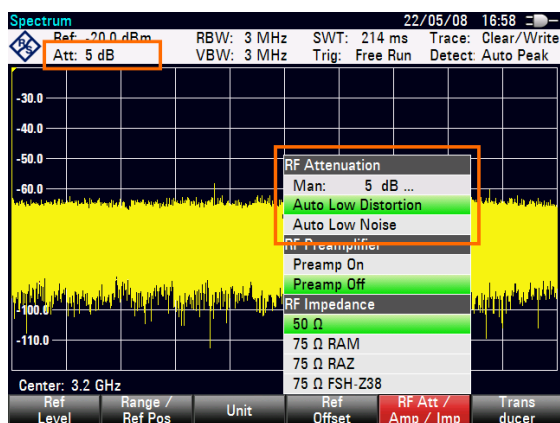 Spectrum 22/05/08 16:58
Ref: -20.0 dBm RBW: 3 MHz SWT: 214 ms Trace: Clear/Write
Att: 5 dB VBW: 3 MHz Trig: Free Run Detect: Auto Peak
-30.0
-40.0
-50.0
-60.0
-100.0
-110.0
RF Attenuation
Man: 5 dB ...
Auto Low Distortion
Auto Low Noise
RF Preamplifier
Preamp On
Preamp Off
RF Impedance
50 Ω
75 Ω RAM
75 Ω RAZ
75 Ω FSH-Z38
Center: 3.2 GHz
Ref Level
Range / Ref Pos
Unit
Ref Offset
RF Att / Amp / Imp
Trans ducer